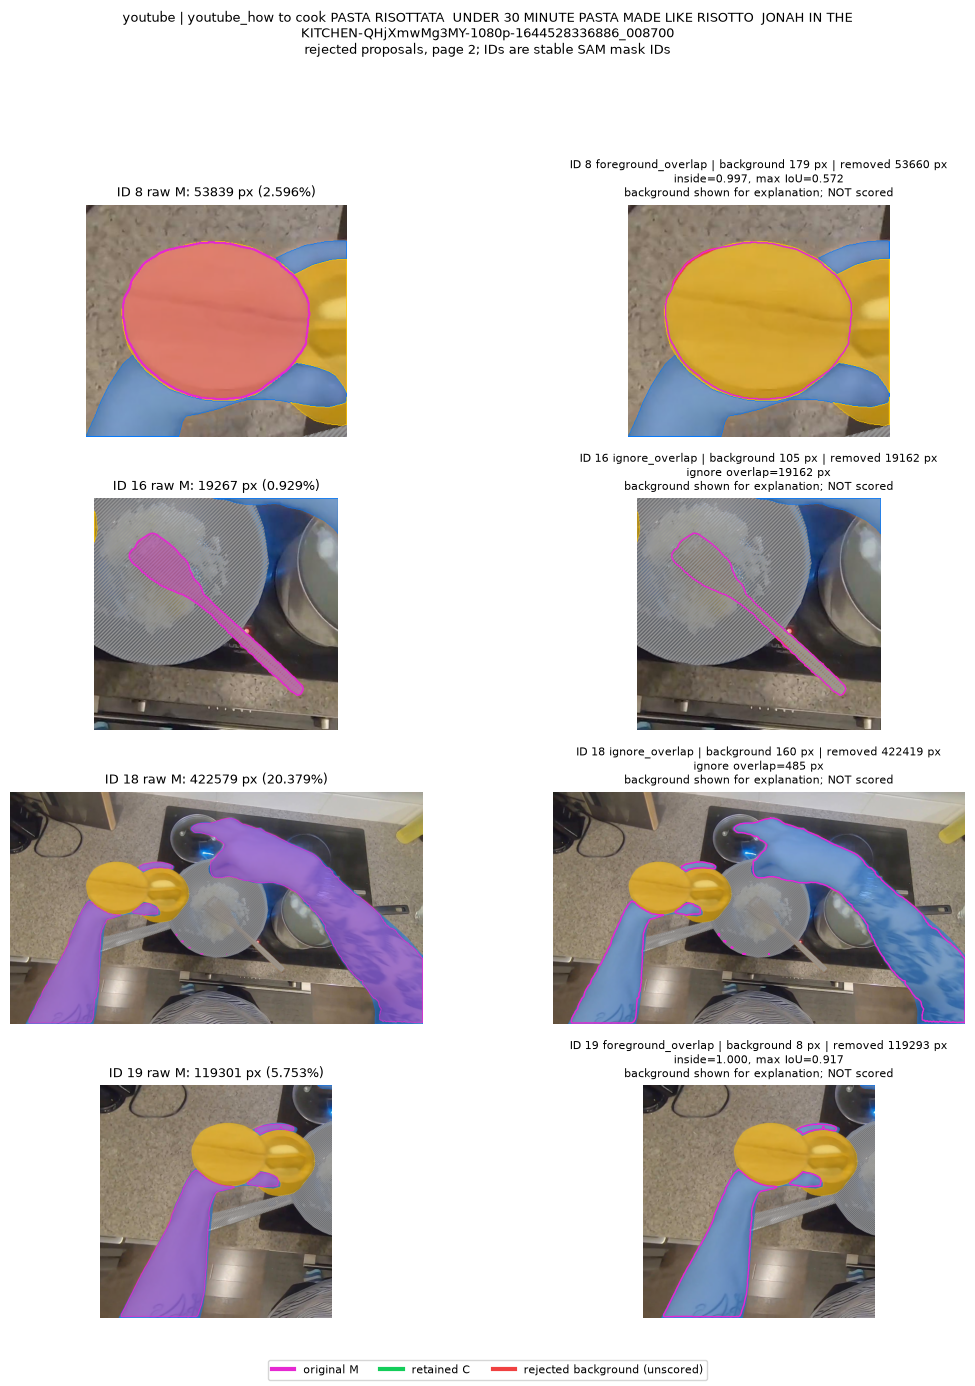 youtube | youtube_how to cook PASTA RISOTTATA  UNDER 30 MINUTE PASTA MADE LIKE RISOTTO  JONAH IN THE
KITCHEN-QHjXmwMg3MY-1080p-1644528336886_008700
rejected proposals, page 2; IDs are stable SAM mask IDs
ID 8 raw M: 53839 px (2.596%)
ID 8 foreground_overlap | background 179 px | removed 53660 px
inside=0.997, max IoU=0.572
background shown for explanation; NOT scored
ID 16 raw M: 19267 px (0.929%)
ID 16 ignore_overlap | background 105 px | removed 19162 px
ignore overlap=19162 px
background shown for explanation; NOT scored
ID 18 raw M: 422579 px (20.379%)
ID 18 ignore_overlap | background 160 px | removed 422419 px
ignore overlap=485 px
background shown for explanation; NOT scored
ID 19 raw M: 119301 px (5.753%)
ID 19 foreground_overlap | background 8 px | removed 119293 px
inside=1.000, max IoU=0.917
background shown for explanation; NOT scored
original M
retained C
rejected background (unscored)